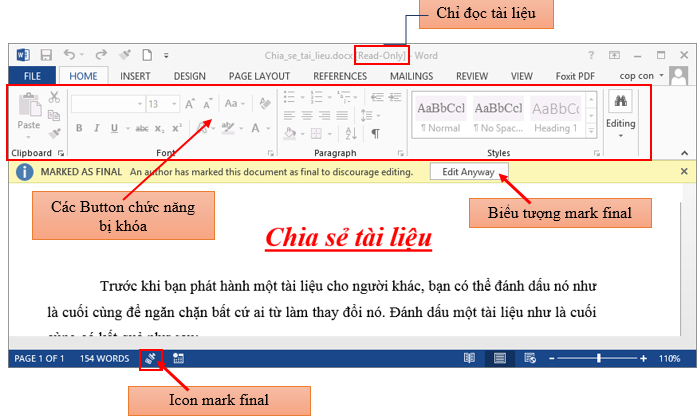 Chỉ đọc tài liệu
Chia_se_tai_lieu.docx [Read-Only] - Word
FILE HOME INSERT DESIGN PAGE LAYOUT REFERENCES MAILINGS REVIEW VIEW Foxit PDF cop con
Paste
13
Aa
B I U abc X₂ X²
A
AaBbCcI AaBbCcI AaBbCcI
¶ Normal ¶ No Spac... Heading 1
Editing
Clipboard Font Paragraph Styles
MARKED AS FINAL An author has marked this document as final to discourage editing. Edit Anyway
Các Button chức năng
bị khóa
Biểu tượng mark final
Chia sẻ tài liệu
Trước khi bạn phát hành một tài liệu cho người khác, bạn có thể đánh dấu nó như
là cuối cùng để ngăn chặn bất cứ ai từ làm thay đổi nó. Đánh dấu một tài liệu như là cuối
PAGE 1 OF 1 154 WORDS 110%
Icon mark final